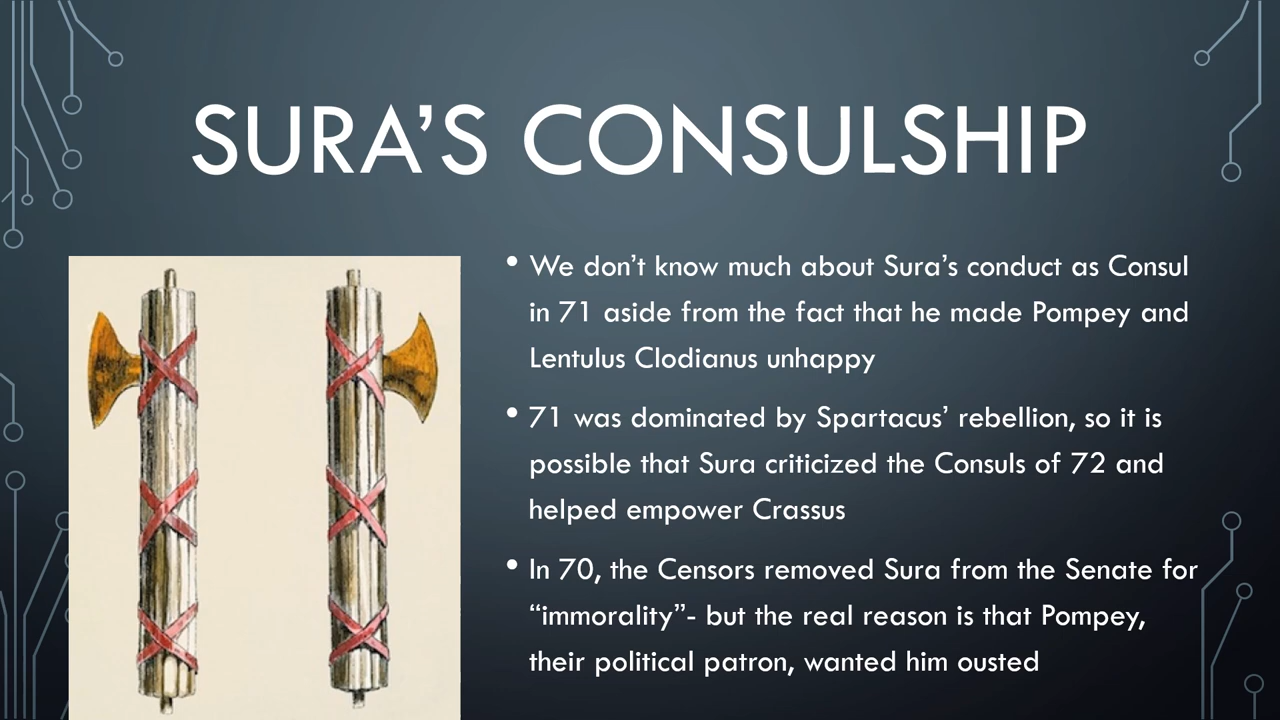 SURA’S CONSULSHIP
• We don’t know much about Sura’s conduct as Consul
in 71 aside from the fact that he made Pompey and
Lentulus Clodianus unhappy
• 71 was dominated by Spartacus’ rebellion, so it is
possible that Sura criticized the Consuls of 72 and
helped empower Crassus
• In 70, the Censors removed Sura from the Senate for
“immorality”- but the real reason is that Pompey,
their political patron, wanted him ousted